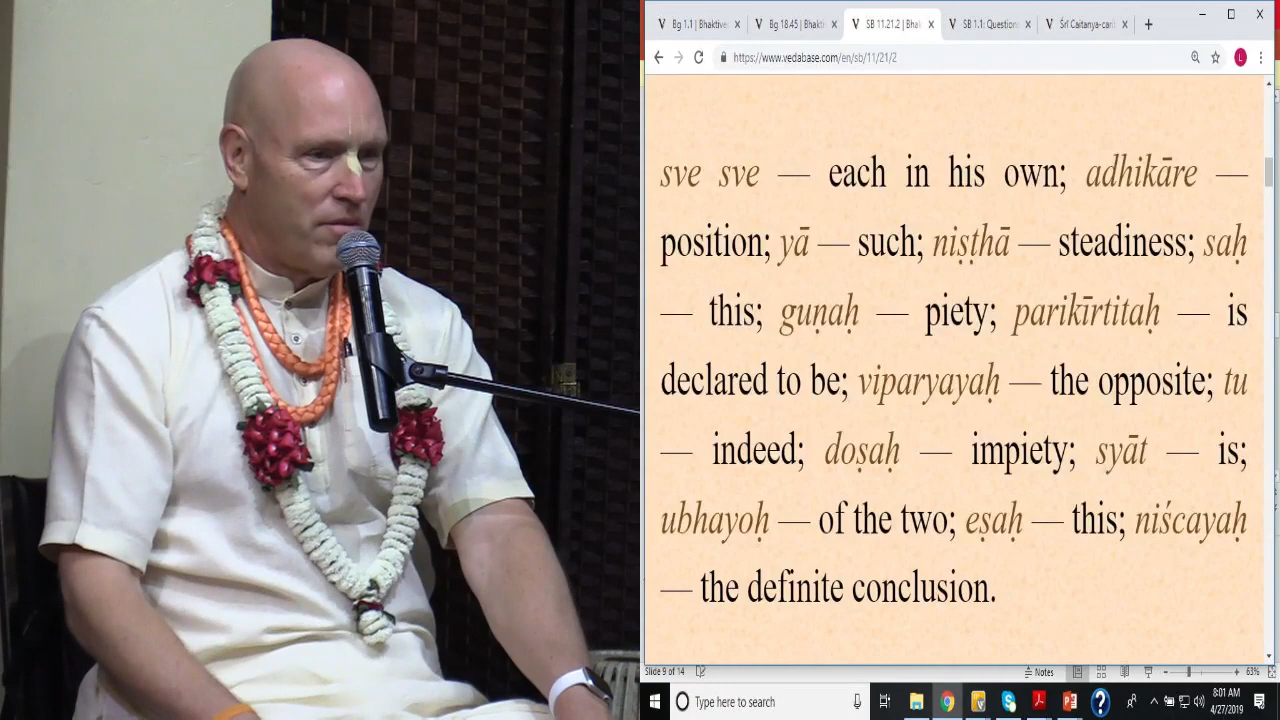 Bg 1.1 | Bhaktive
Bg 18.45 | Bhakti
SB 11.21.2 | Bha
SB 1.1: Question
Śrī Caitanya-cari
https://www.vedabase.com/en/sb/11/21/2
L
sve sve — each in his own; adhikāre —
position; yā — such; niṣṭhā — steadiness; saḥ
— this; guṇaḥ — piety; parikīrtitaḥ — is
declared to be; viparyayaḥ — the opposite; tu
— indeed; doṣaḥ — impiety; syāt — is;
ubhayoḥ — of the two; eṣaḥ — this; niścayaḥ
— the definite conclusion.
Slide 9 of 14
Notes
63%
Type here to search
8:01 AM
4/27/2019